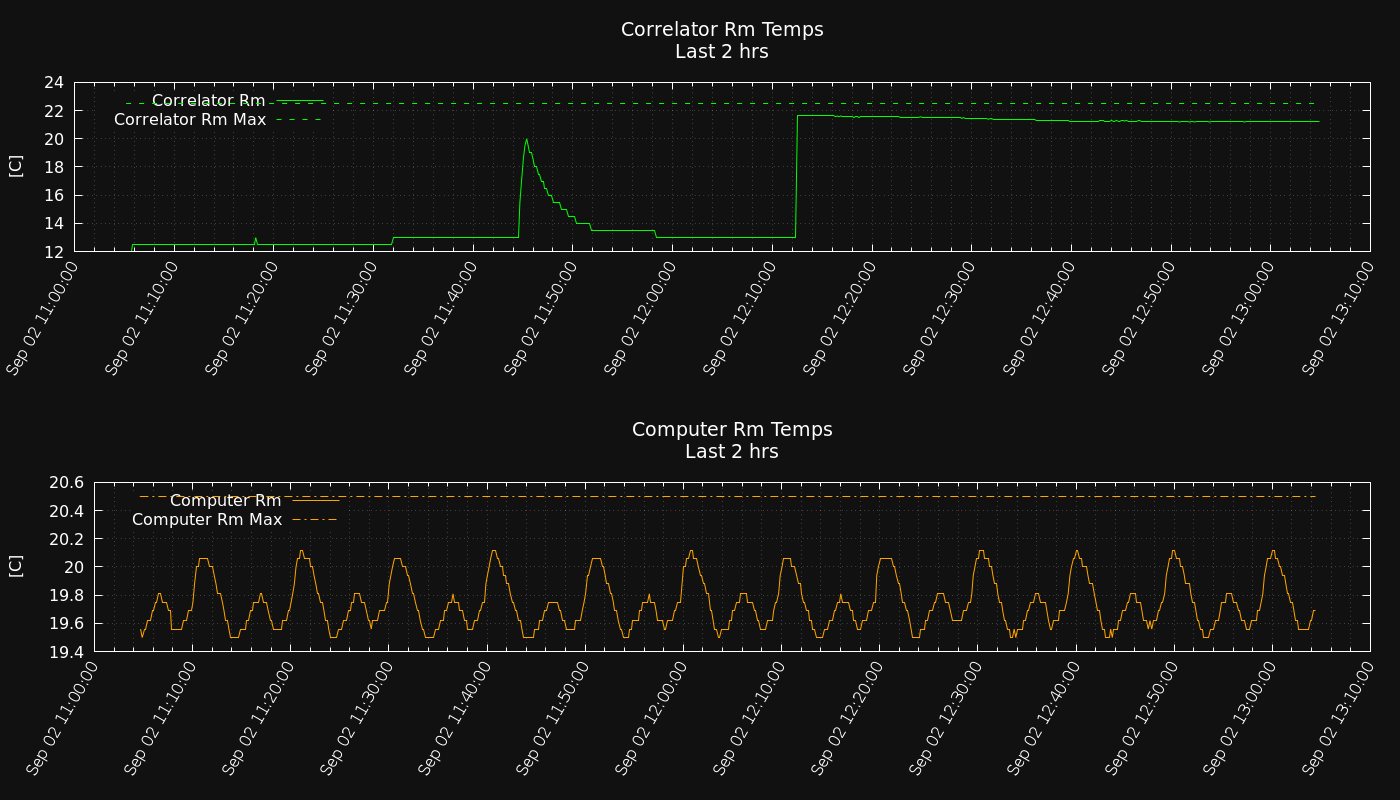 Correlator Rm Temps
Last 2 hrs
24
22
20
18
16
14
12
[C]
Correlator Rm
Correlator Rm Max
Sep 02 11:00:00
Sep 02 11:10:00
Sep 02 11:20:00
Sep 02 11:30:00
Sep 02 11:40:00
Sep 02 11:50:00
Sep 02 12:00:00
Sep 02 12:10:00
Sep 02 12:20:00
Sep 02 12:30:00
Sep 02 12:40:00
Sep 02 12:50:00
Sep 02 13:00:00
Sep 02 13:10:00
Computer Rm Temps
Last 2 hrs
20.6
20.4
20.2
20
19.8
19.6
19.4
[C]
Computer Rm
Computer Rm Max
Sep 02 11:00:00
Sep 02 11:10:00
Sep 02 11:20:00
Sep 02 11:30:00
Sep 02 11:40:00
Sep 02 11:50:00
Sep 02 12:00:00
Sep 02 12:10:00
Sep 02 12:20:00
Sep 02 12:30:00
Sep 02 12:40:00
Sep 02 12:50:00
Sep 02 13:00:00
Sep 02 13:10:00